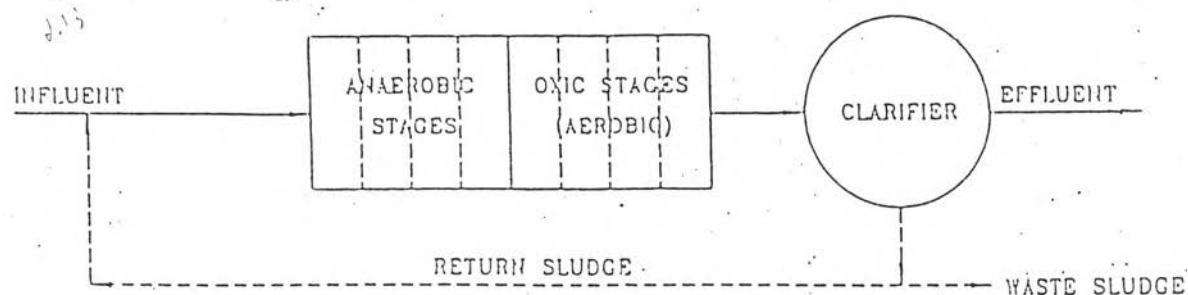 INFLUENT
ANAEROBIC
STAGES
OXIC STAGES
(AEROBIC)
CLARIFIER
EFFLUENT
RETURN SLUDGE
WASTE SLUDGE